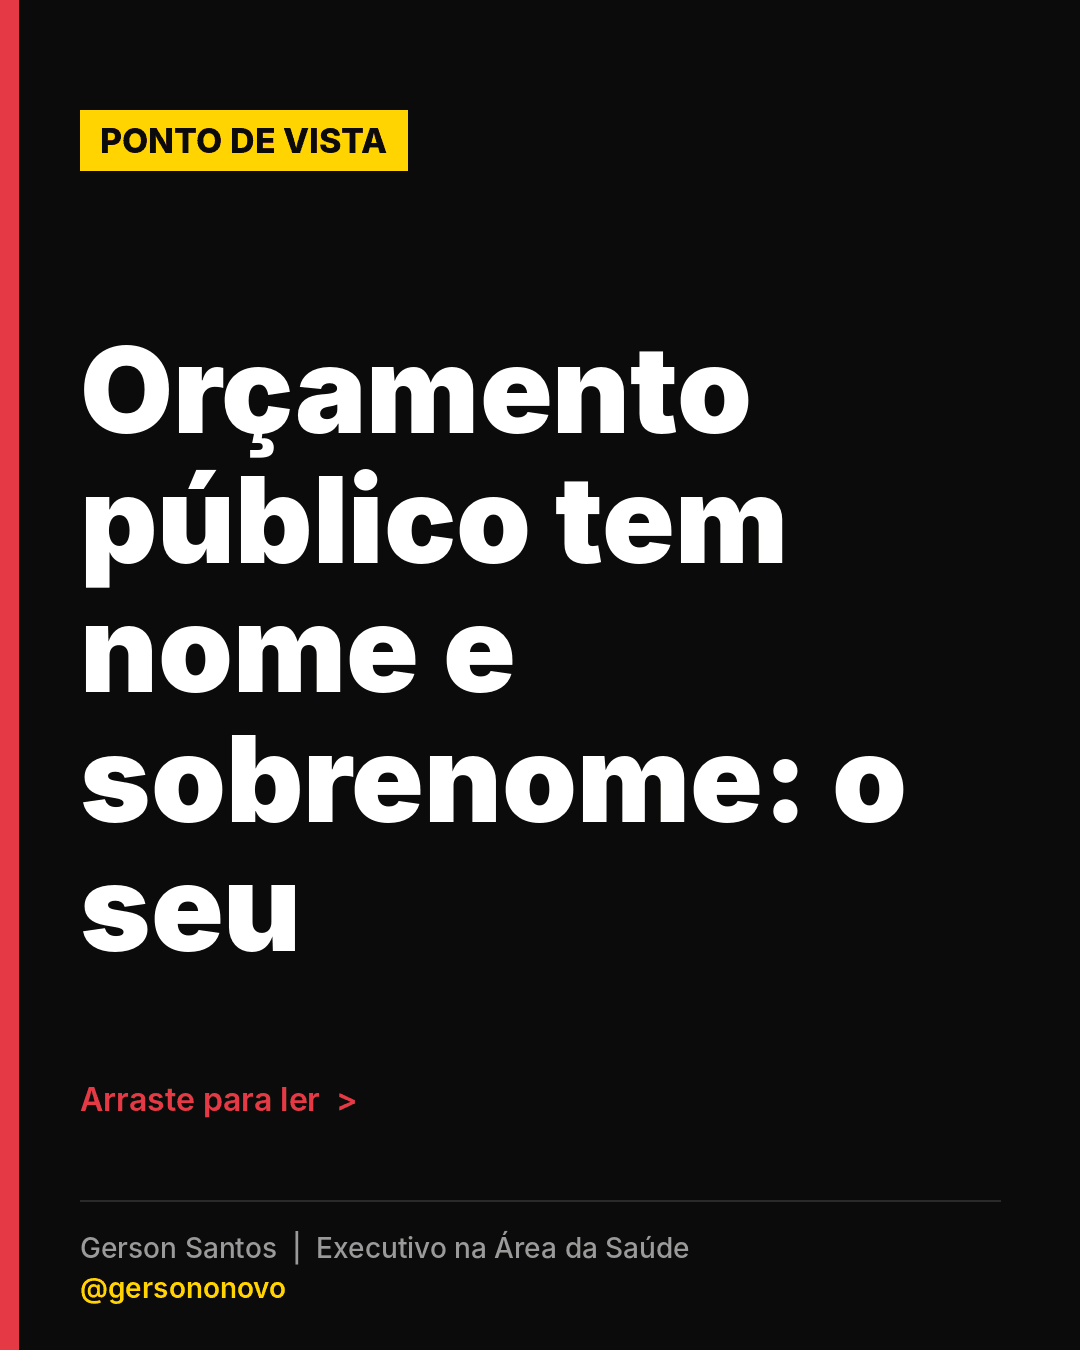 PONTO DE VISTA
Orçamento
público tem
nome e
sobrenome: o
seu
Arraste para ler >
Gerson Santos | Executivo na Área da Saúde
@gersononovo